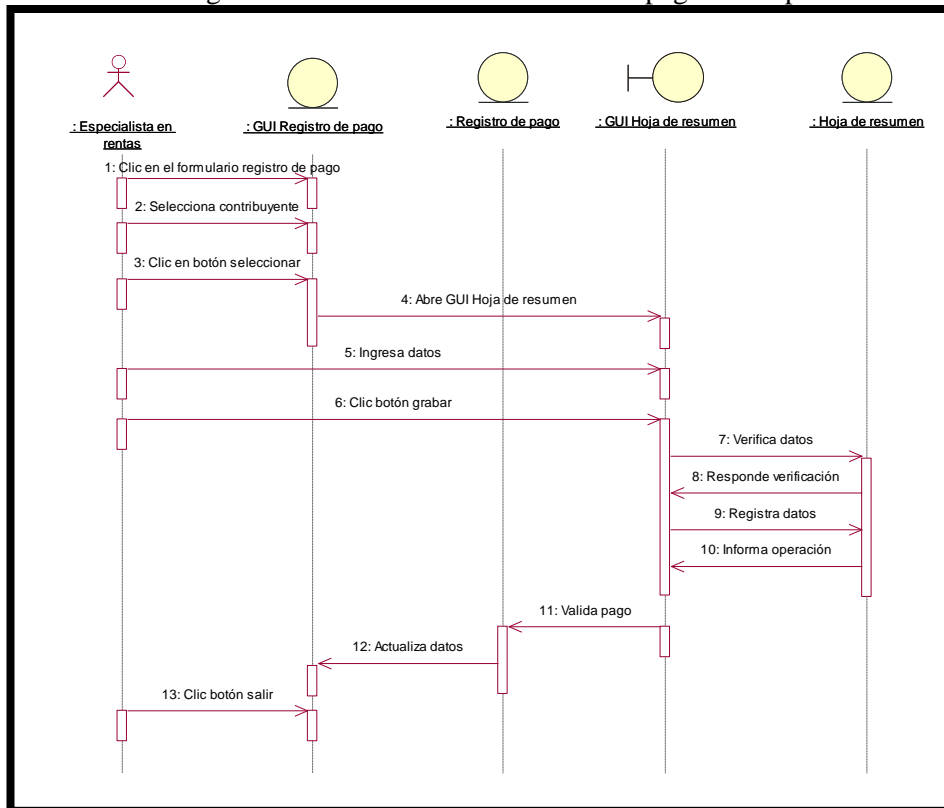 : Especialista en
rentas
: GUI Registro de pago
: Registro de pago
: GUI Hoja de resumen
: Hoja de resumen
1: Clic en el formulario registro de pago
2: Selecciona contribuyente
3: Clic en botón seleccionar
4: Abre GUI Hoja de resumen
5: Ingresa datos
6: Clic botón grabar
7: Verifica datos
8: Responde verificación
9: Registra datos
10: Informa operación
11: Valida pago
12: Actualiza datos
13: Clic botón salir